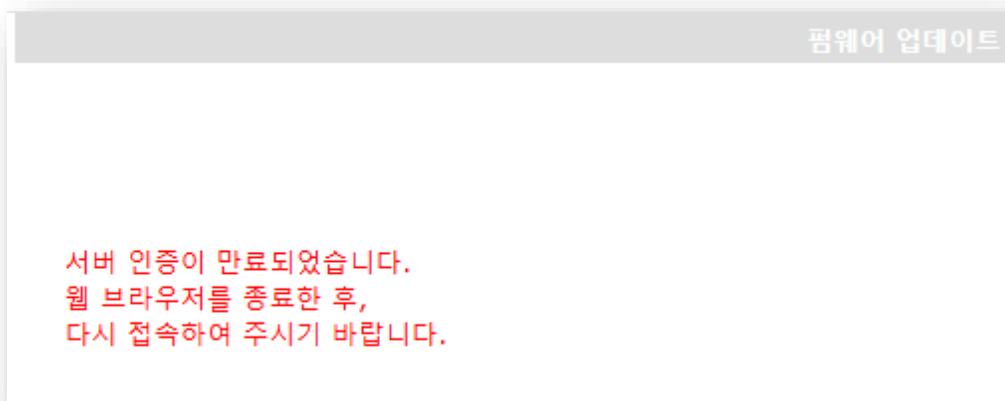 펌웨어 업데이트
서버 인증이 만료되었습니다.
웹 브라우저를 종료한 후,
다시 접속하여 주시기 바랍니다.